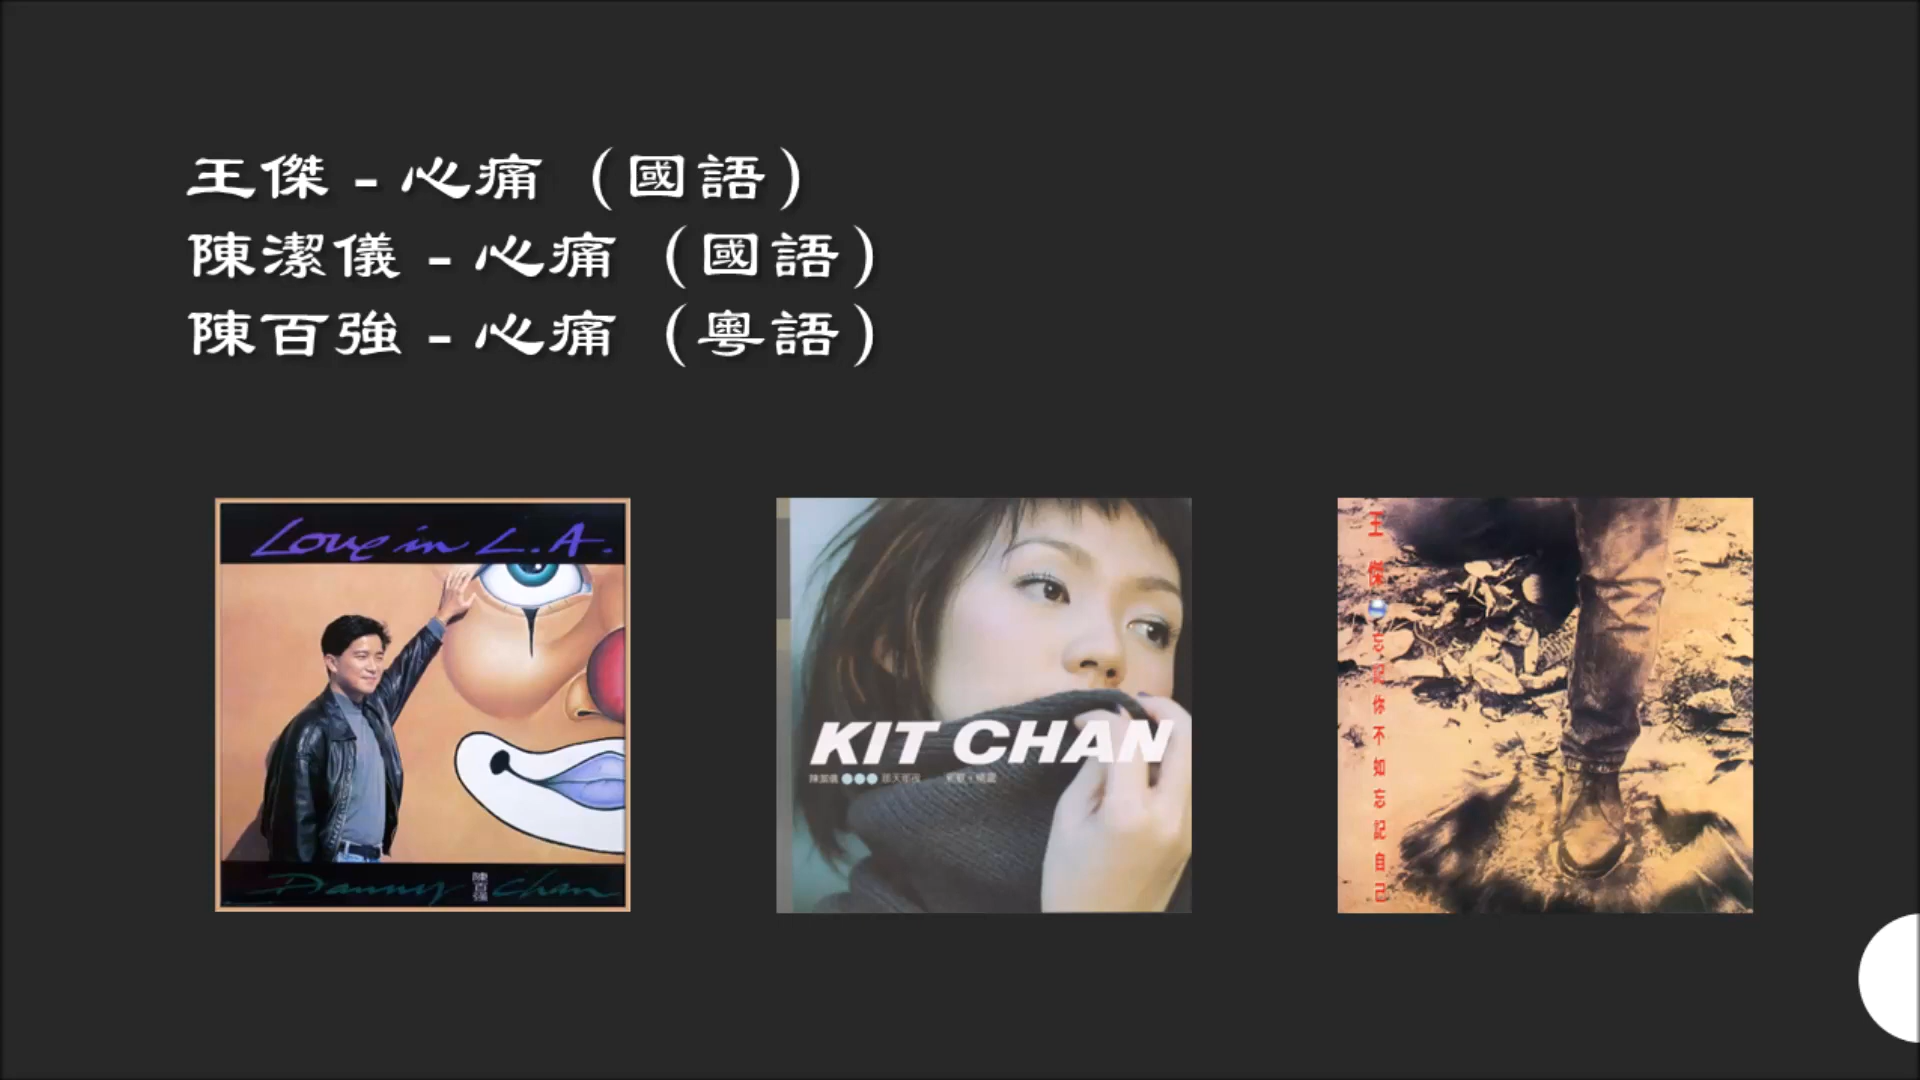 王傑 - 心痛（國語）
陳潔儀 - 心痛（國語）
陳百強 - 心痛（粵語）
Love in L.A.
Danny 陳百強 Chan
KIT CHAN
陳潔儀
王傑 忘記你不如忘記自己